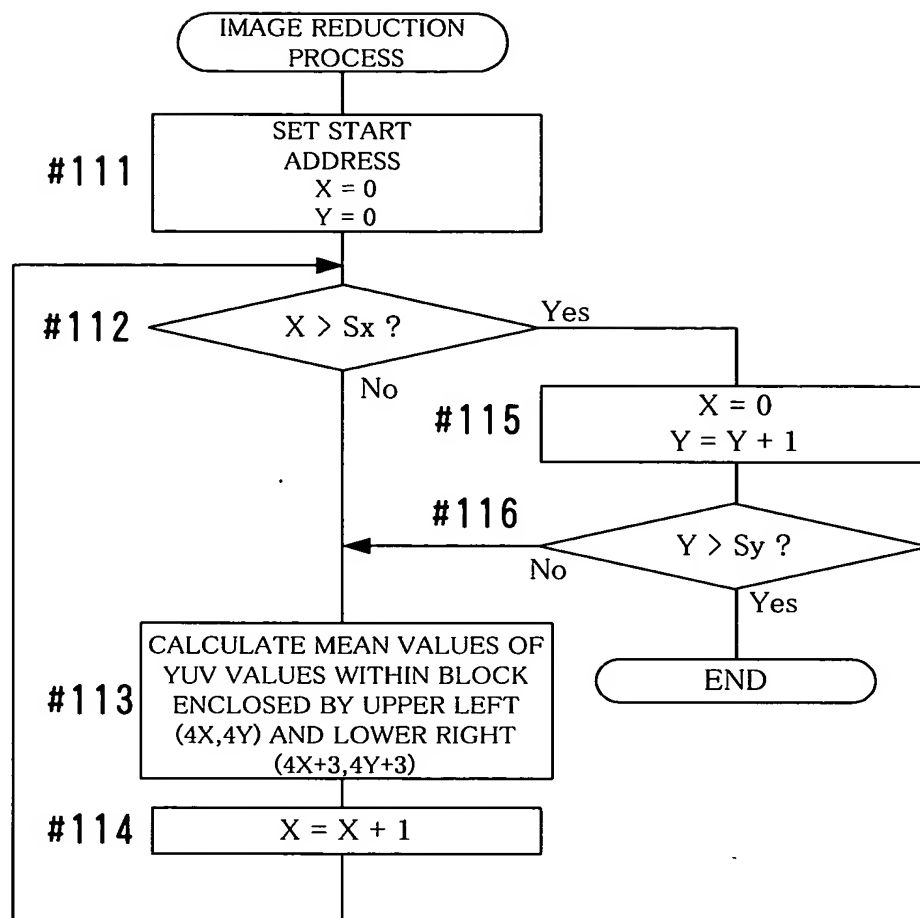 IMAGE REDUCTION
PROCESS
#111
SET START
ADDRESS
X = 0
Y = 0
#112
X > Sx ?
Yes
No
#115
X = 0
Y = Y + 1
#116
Y > Sy ?
No
Yes
END
#113
CALCULATE MEAN VALUES OF
YUV VALUES WITHIN BLOCK
ENCLOSED BY UPPER LEFT
(4X,4Y) AND LOWER RIGHT
(4X+3,4Y+3)
#114
X = X + 1